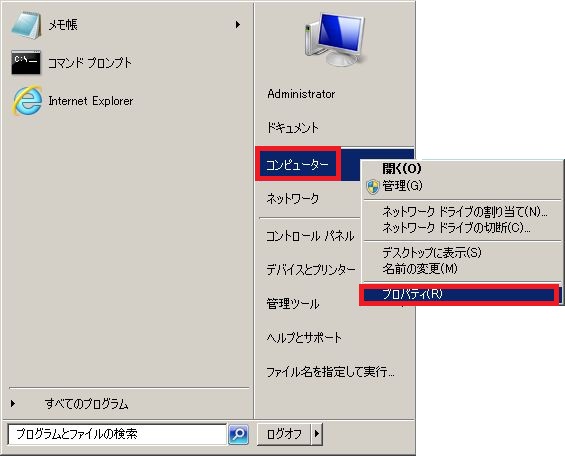 メモ帳
C:\
コマンド プロンプト
Internet Explorer
すべてのプログラム
プログラムとファイルの検索
Administrator
ドキュメント
コンピューター
ネットワーク
コントロール パネル
デバイスとプリンター
管理ツール
ヘルプとサポート
ファイル名を指定して実行...
ログオフ
開く(O)
管理(G)
ネットワーク ドライブの割り当て(N)...
ネットワーク ドライブの切断(C)...
デスクトップに表示(S)
名前の変更(M)
プロパティ(R)